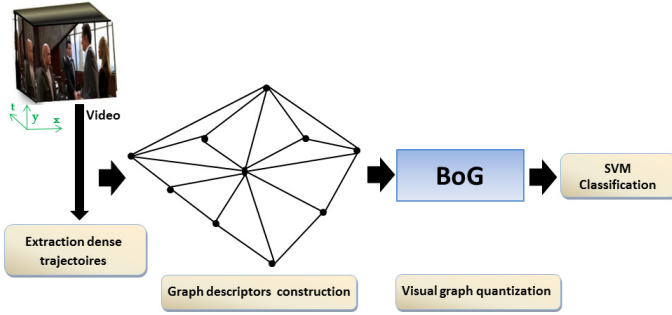 t
y
x
Video
Extraction dense
trajectoires
Graph descriptors construction
BoG
Visual graph quantization
SVM
Classification